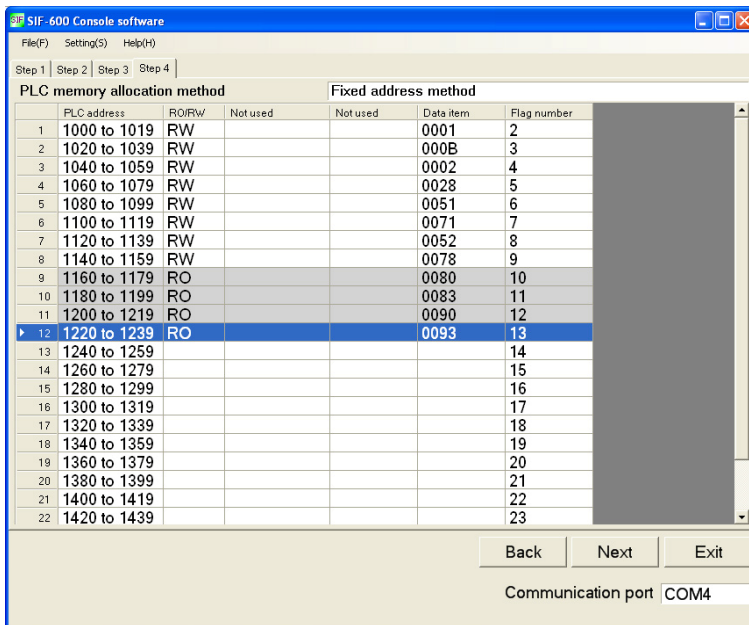 SIF SIF-600 Console software
File(F) Setting(S) Help(H)
Step 1 Step 2 Step 3 Step 4
PLC memory allocation method Fixed address method
PLC address RO/RW Not used Not used Data item Flag number
1 1000 to 1019 RW 0001 2
2 1020 to 1039 RW 000B 3
3 1040 to 1059 RW 0002 4
4 1060 to 1079 RW 0028 5
5 1080 to 1099 RW 0051 6
6 1100 to 1119 RW 0071 7
7 1120 to 1139 RW 0052 8
8 1140 to 1159 RW 0078 9
9 1160 to 1179 RO 0080 10
10 1180 to 1199 RO 0083 11
11 1200 to 1219 RO 0090 12
12 1220 to 1239 RO 0093 13
13 1240 to 1259 14
14 1260 to 1279 15
15 1280 to 1299 16
16 1300 to 1319 17
17 1320 to 1339 18
18 1340 to 1359 19
19 1360 to 1379 20
20 1380 to 1399 21
21 1400 to 1419 22
22 1420 to 1439 23
Back Next Exit
Communication port COM4